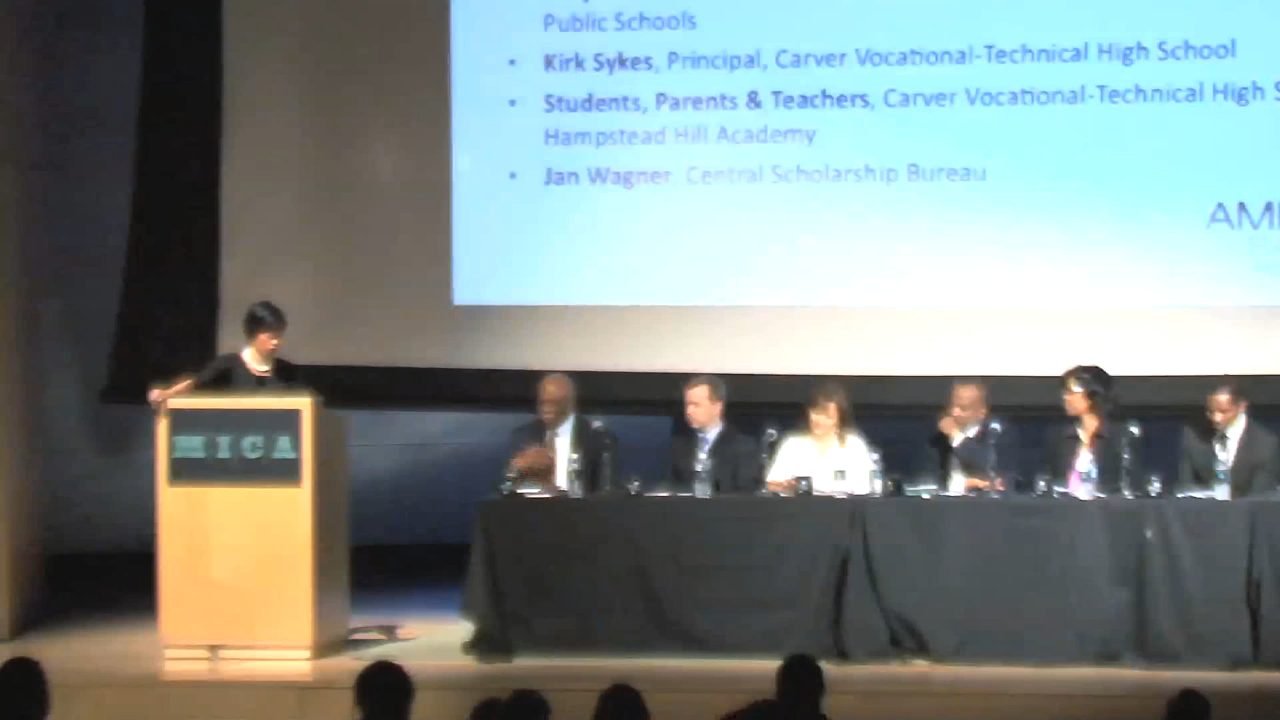 Public Schools
• Kirk Sykes, Principal, Carver Vocational-Technical High School
• Students, Parents & Teachers, Carver Vocational-Technical High S
Hampstead Hill Academy
• Jan Wagner, Central Scholarship Bureau
AMI
MICA